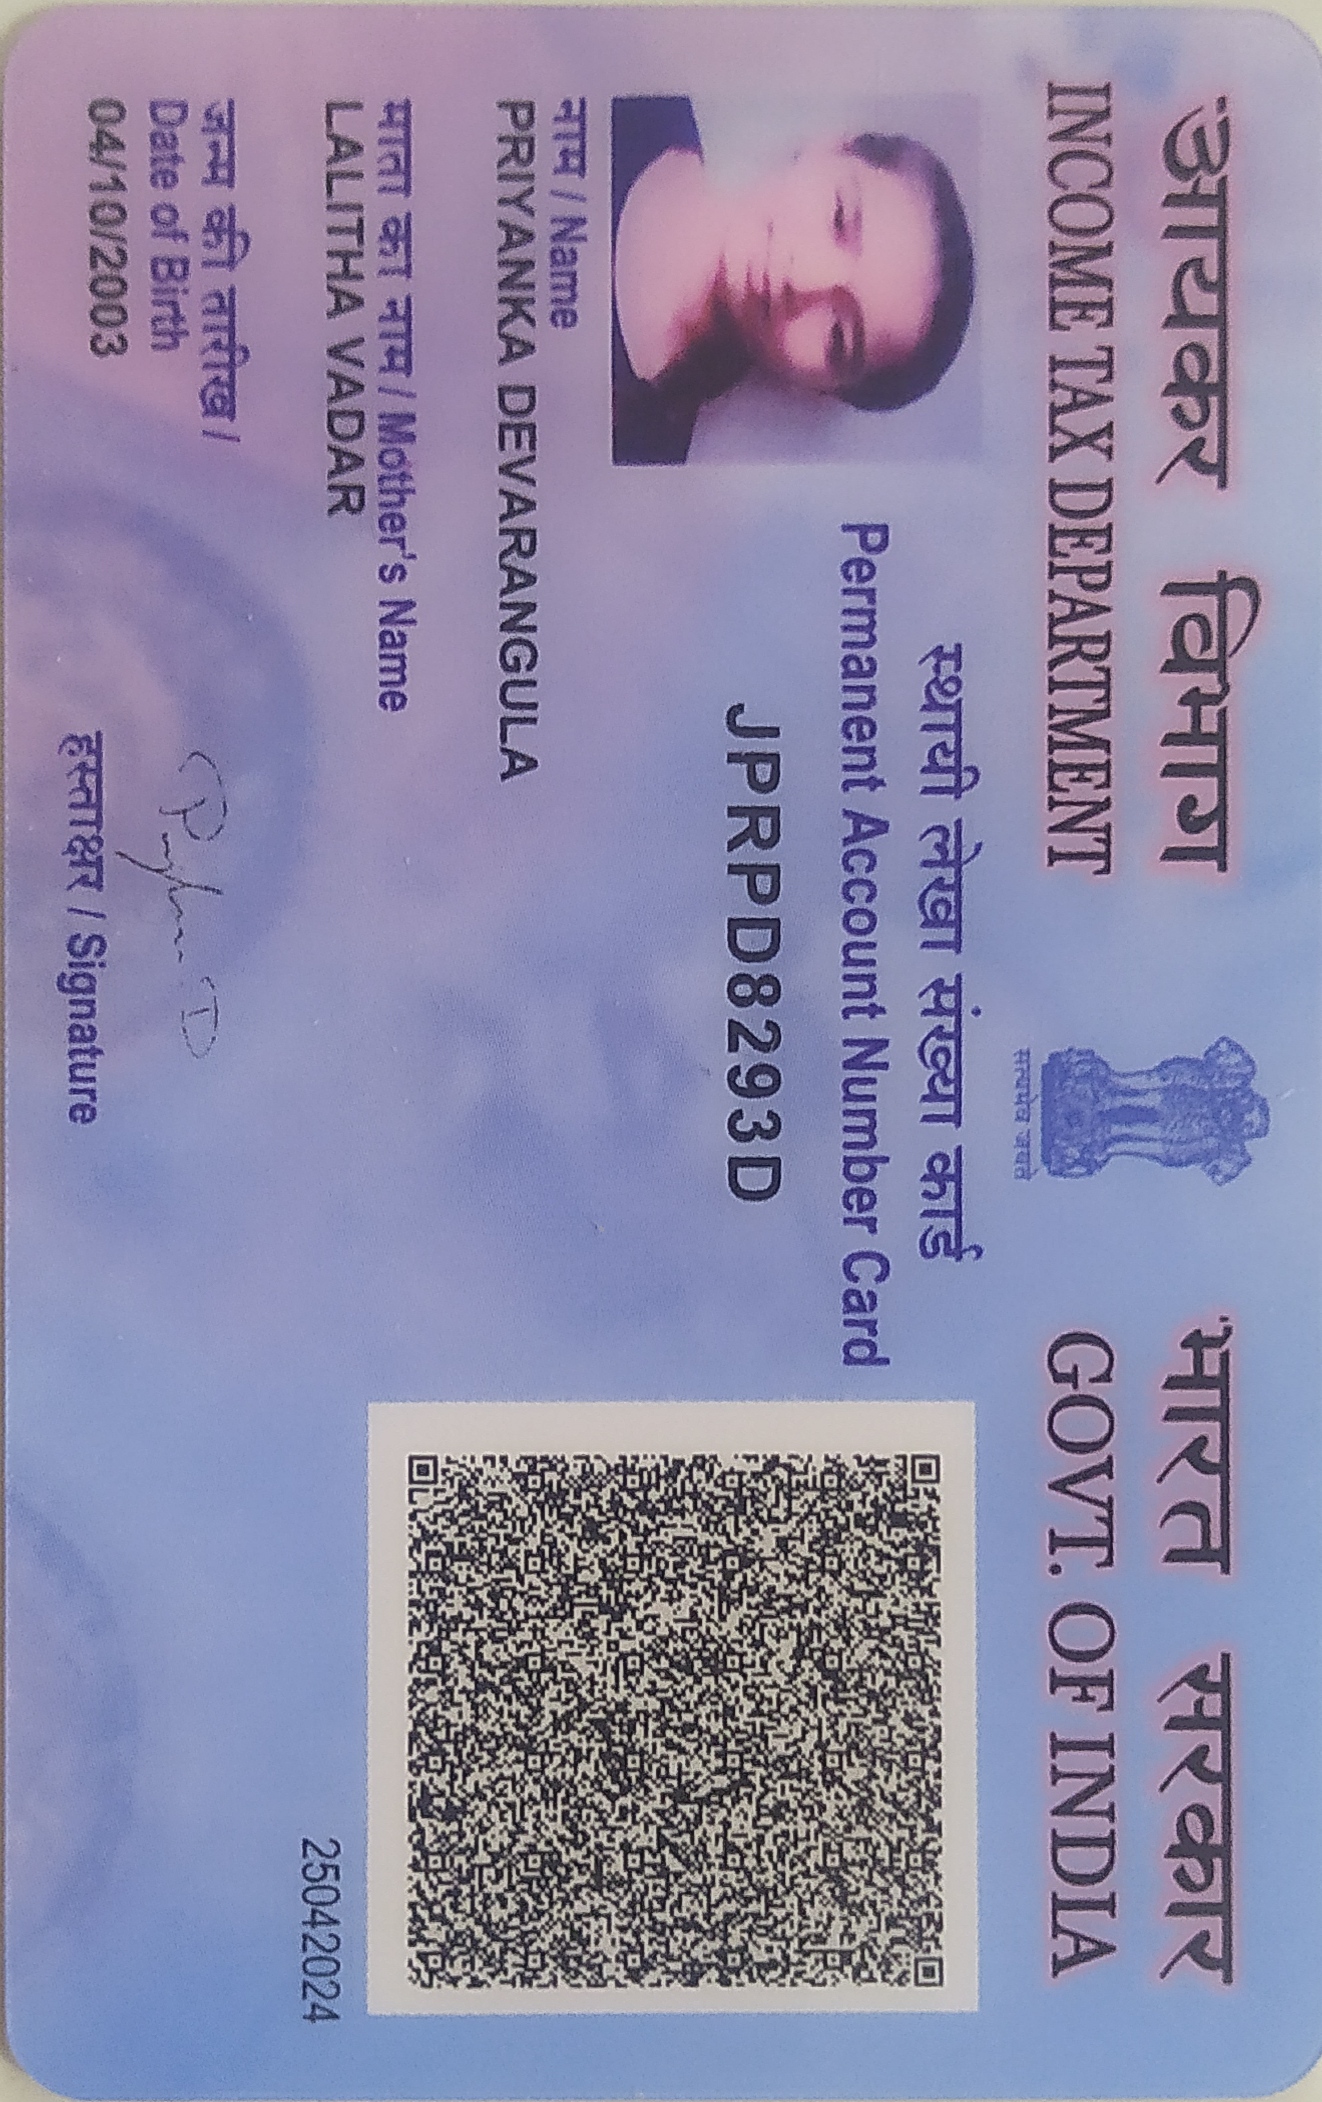 आयकर विभाग
INCOME TAX DEPARTMENT
सत्यमेव जयते
भारत सरकार
GOVT. OF INDIA
स्थायी लेखा संख्या कार्ड
Permanent Account Number Card
JPRPD8293D
नाम / Name
PRIYANKA DEVARANGULA
माता का नाम / Mother's Name
LALITHA VADAR
25042024
जन्म की तारीख /
Date of Birth
04/10/2003
हस्ताक्षर / Signature